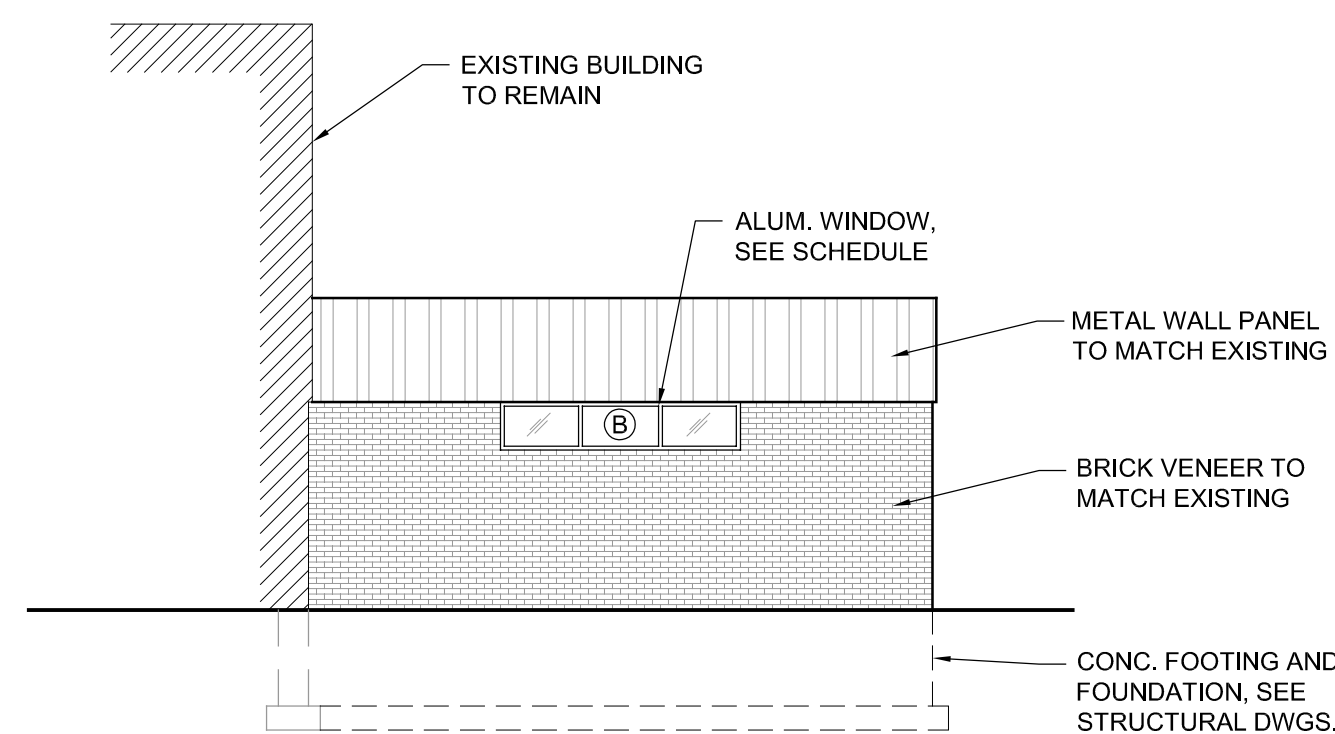 EXISTING BUILDING
TO REMAIN
ALUM. WINDOW,
SEE SCHEDULE
METAL WALL PANEL
TO MATCH EXISTING
B
BRICK VENEER TO
MATCH EXISTING
CONC. FOOTING AND
FOUNDATION, SEE
STRUCTURAL DWGS.